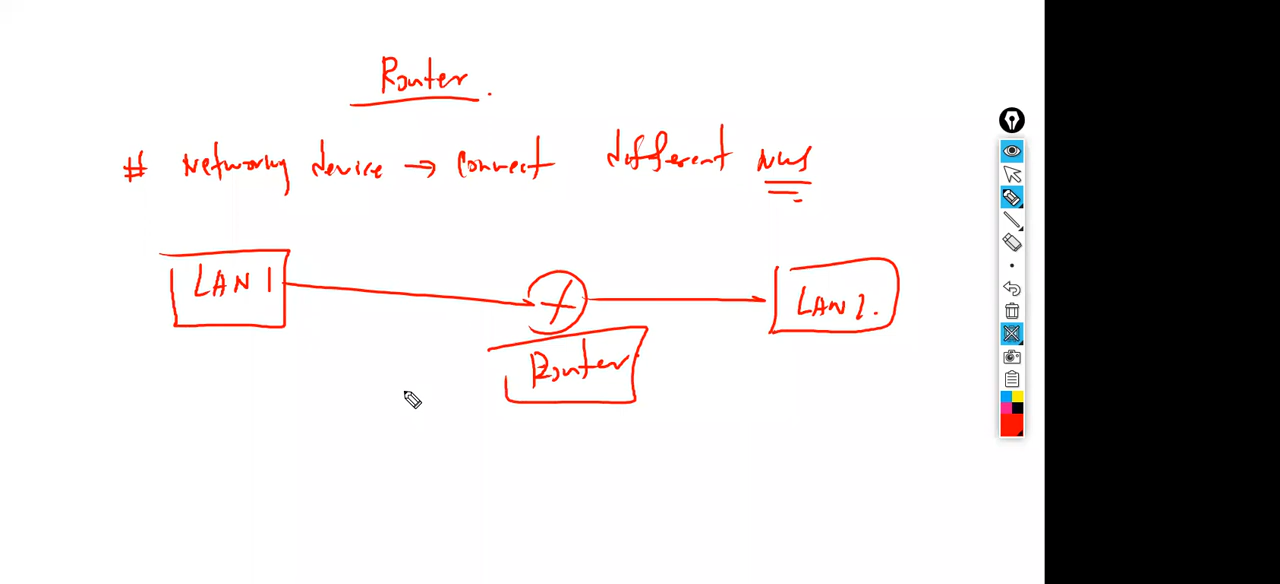 Router.
# Networking device → connect different NWs
LAN 1
LAN 2.
Router